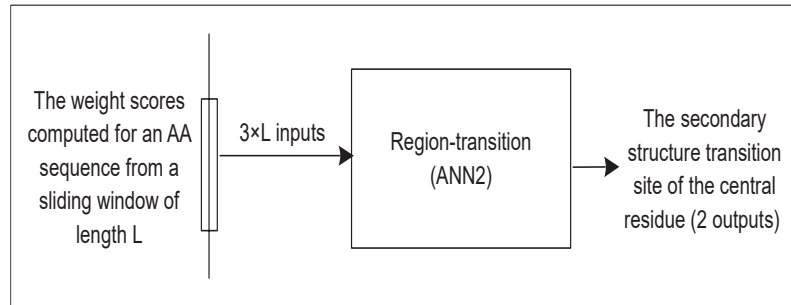 The weight scores
computed for an AA
sequence from a
sliding window of
length L
3×L inputs
Region-transition
(ANN2)
The secondary
structure transition
site of the central
residue (2 outputs)